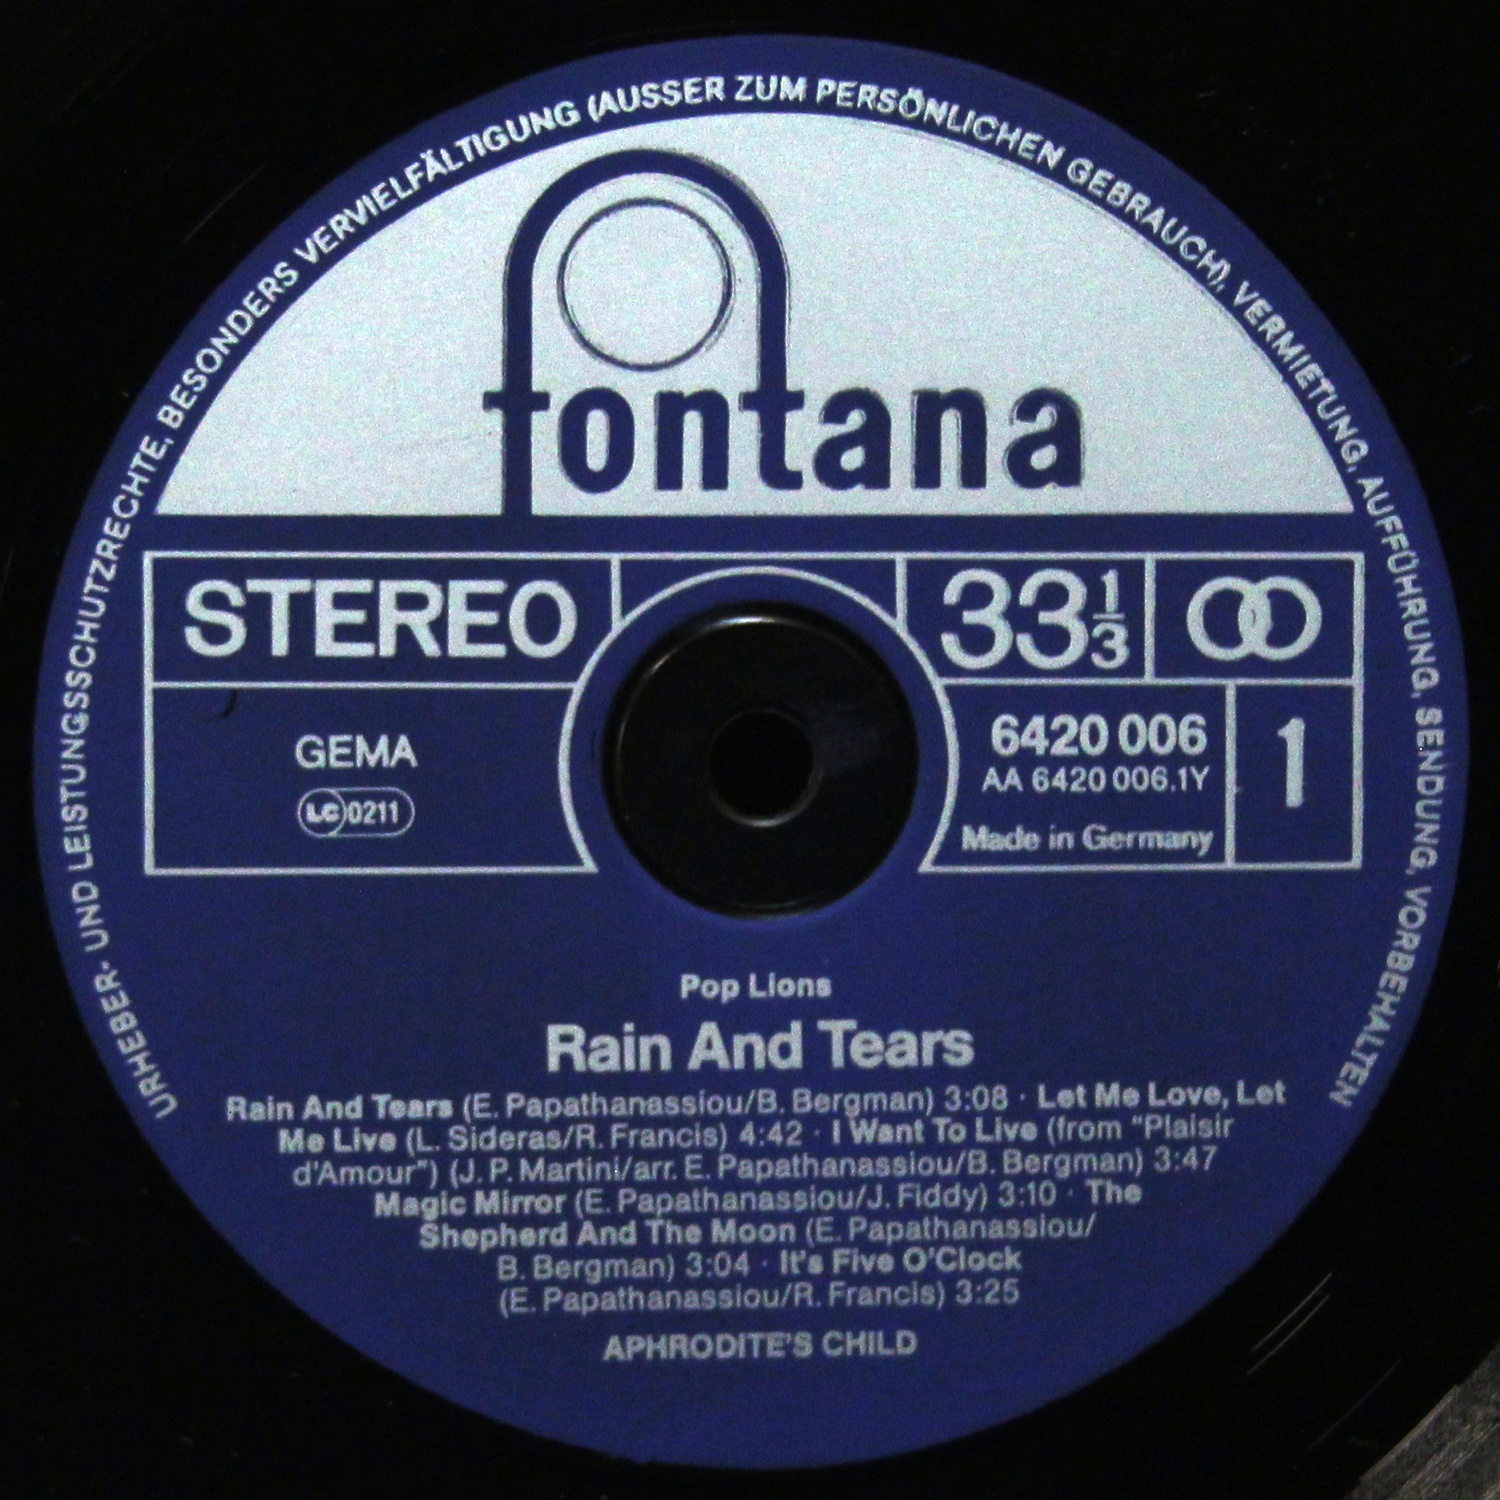 URHEBER- UND LEISTUNGSSCHUTZRECHTE, BESONDERS VERVIELFÄLTIGUNG (AUSSER ZUM PERSÖNLICHEN GEBRAUCH), VERMIETUNG, AUFFÜHRUNG, SENDUNG, VORBEHALTEN
fontana
STEREO
33 1/3
GEMA
LC 0211
6420 006
AA 6420 006.1Y
Made in Germany
1
Pop Lions
Rain And Tears
Rain And Tears (E. Papathanassiou/B. Bergman) 3:08 · Let Me Love, Let
Me Live (L. Sideras/R. Francis) 4:42 · I Want To Live (from "Plaisir
d'Amour") (J. P. Martini/arr. E. Papathanassiou/B. Bergman) 3:47
Magic Mirror (E. Papathanassiou/J. Fiddy) 3:10 · The
Shepherd And The Moon (E. Papathanassiou/
B. Bergman) 3:04 · It's Five O'Clock
(E. Papathanassiou/R. Francis) 3:25
APHRODITE'S CHILD